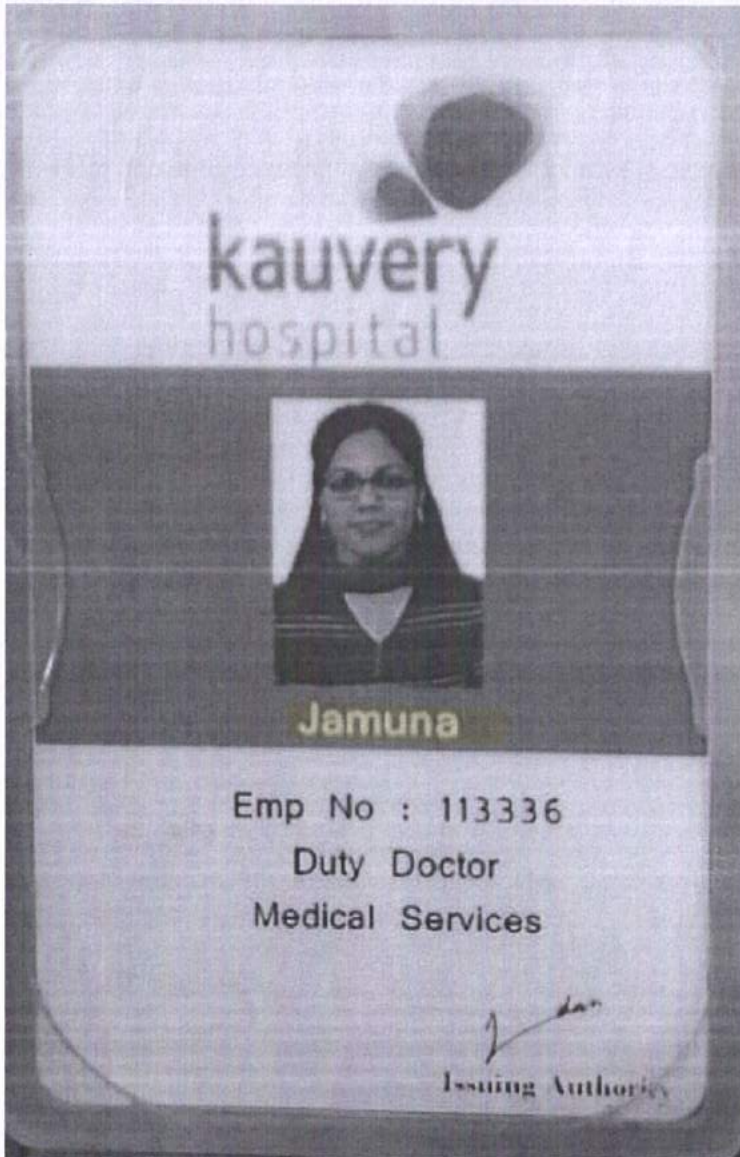 kauvery
hospital
Jamuna
Emp No : 113336
Duty Doctor
Medical Services
Issuing Authority